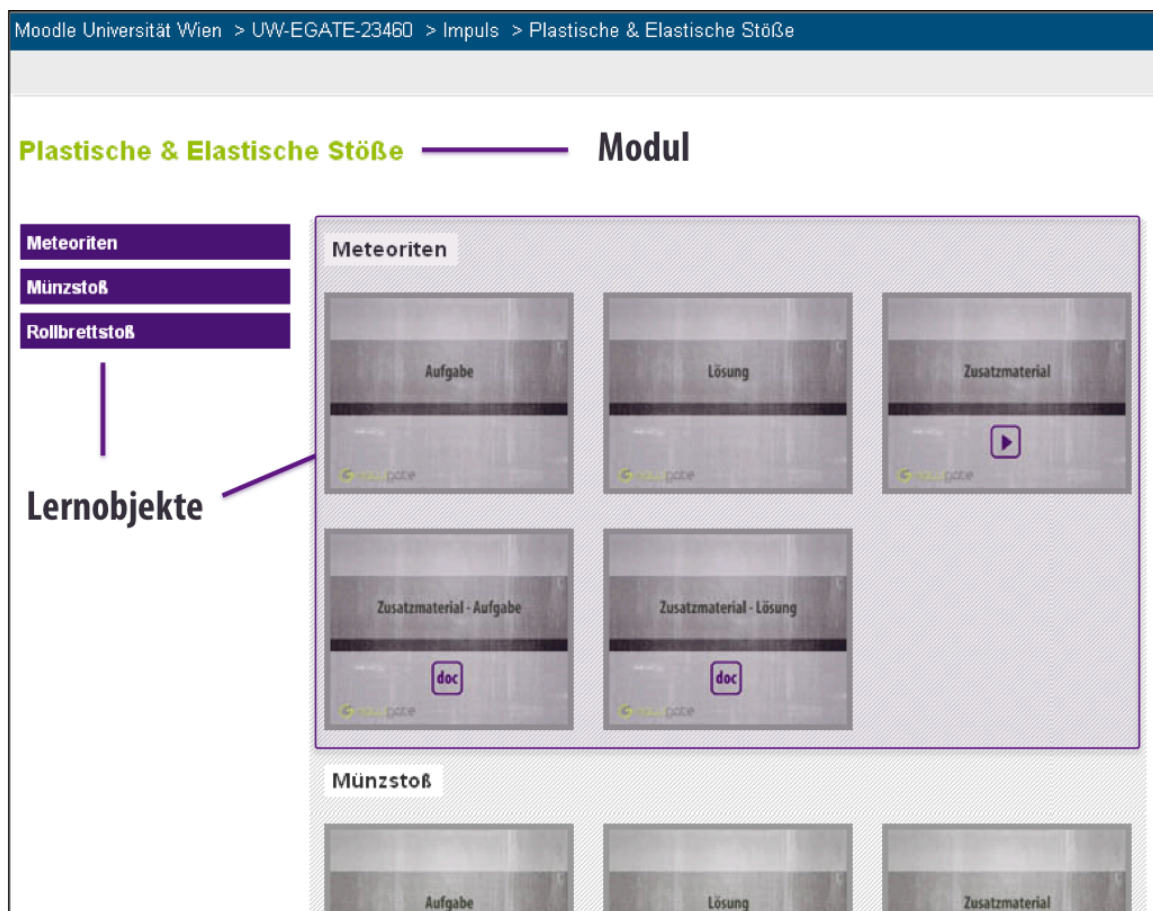 Moodle Universität Wien > UW-EGATE-23460 > Impuls > Plastische & Elastische Stöße
Plastische & Elastische Stöße
Modul
Meteoriten
Münzstoß
Rollbrettstoß
Lernobjekte
Meteoriten
Aufgabe
Lösung
Zusatzmaterial
Zusatzmaterial - Aufgabe
doc
Zusatzmaterial - Lösung
doc
Münzstoß
Aufgabe
Lösung
Zusatzmaterial